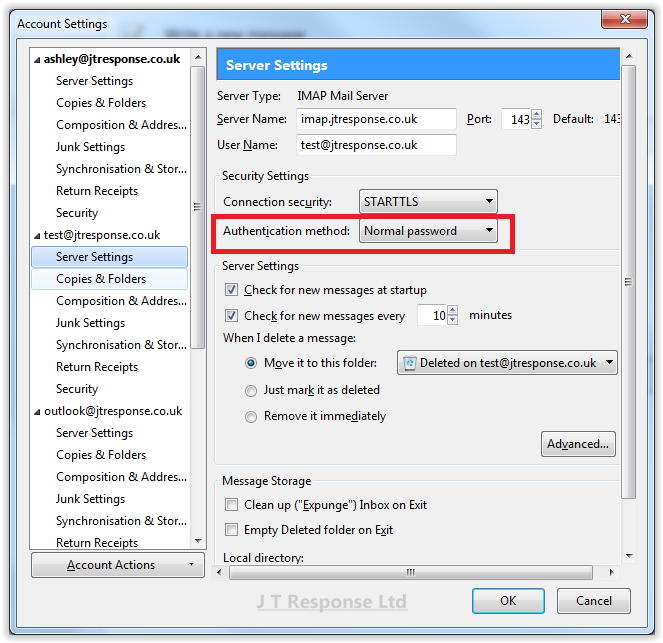 Account Settings
ashley@jtresponse.co.uk
Server Settings
Copies & Folders
Composition & Addres...
Junk Settings
Synchronisation & Stor...
Return Receipts
Security
test@jtresponse.co.uk
Server Settings
Copies & Folders
Composition & Addres...
Junk Settings
Synchronisation & Stor...
Return Receipts
Security
outlook@jtresponse.co.uk
Server Settings
Copies & Folders
Composition & Addres...
Junk Settings
Synchronisation & Stor...
Return Receipts
Account Actions
Server Settings
Server Type: IMAP Mail Server
Server Name: imap.jtresponse.co.uk Port: 143 Default: 143
User Name: test@jtresponse.co.uk
Security Settings
Connection security: STARTTLS
Authentication method: Normal password
Server Settings
Check for new messages at startup
Check for new messages every 10 minutes
When I delete a message:
Move it to this folder: Deleted on test@jtresponse.co.uk
Just mark it as deleted
Remove it immediately
Advanced...
Message Storage
Clean up ("Expunge") Inbox on Exit
Empty Deleted folder on Exit
Local directory:
J T Response Ltd
OK Cancel